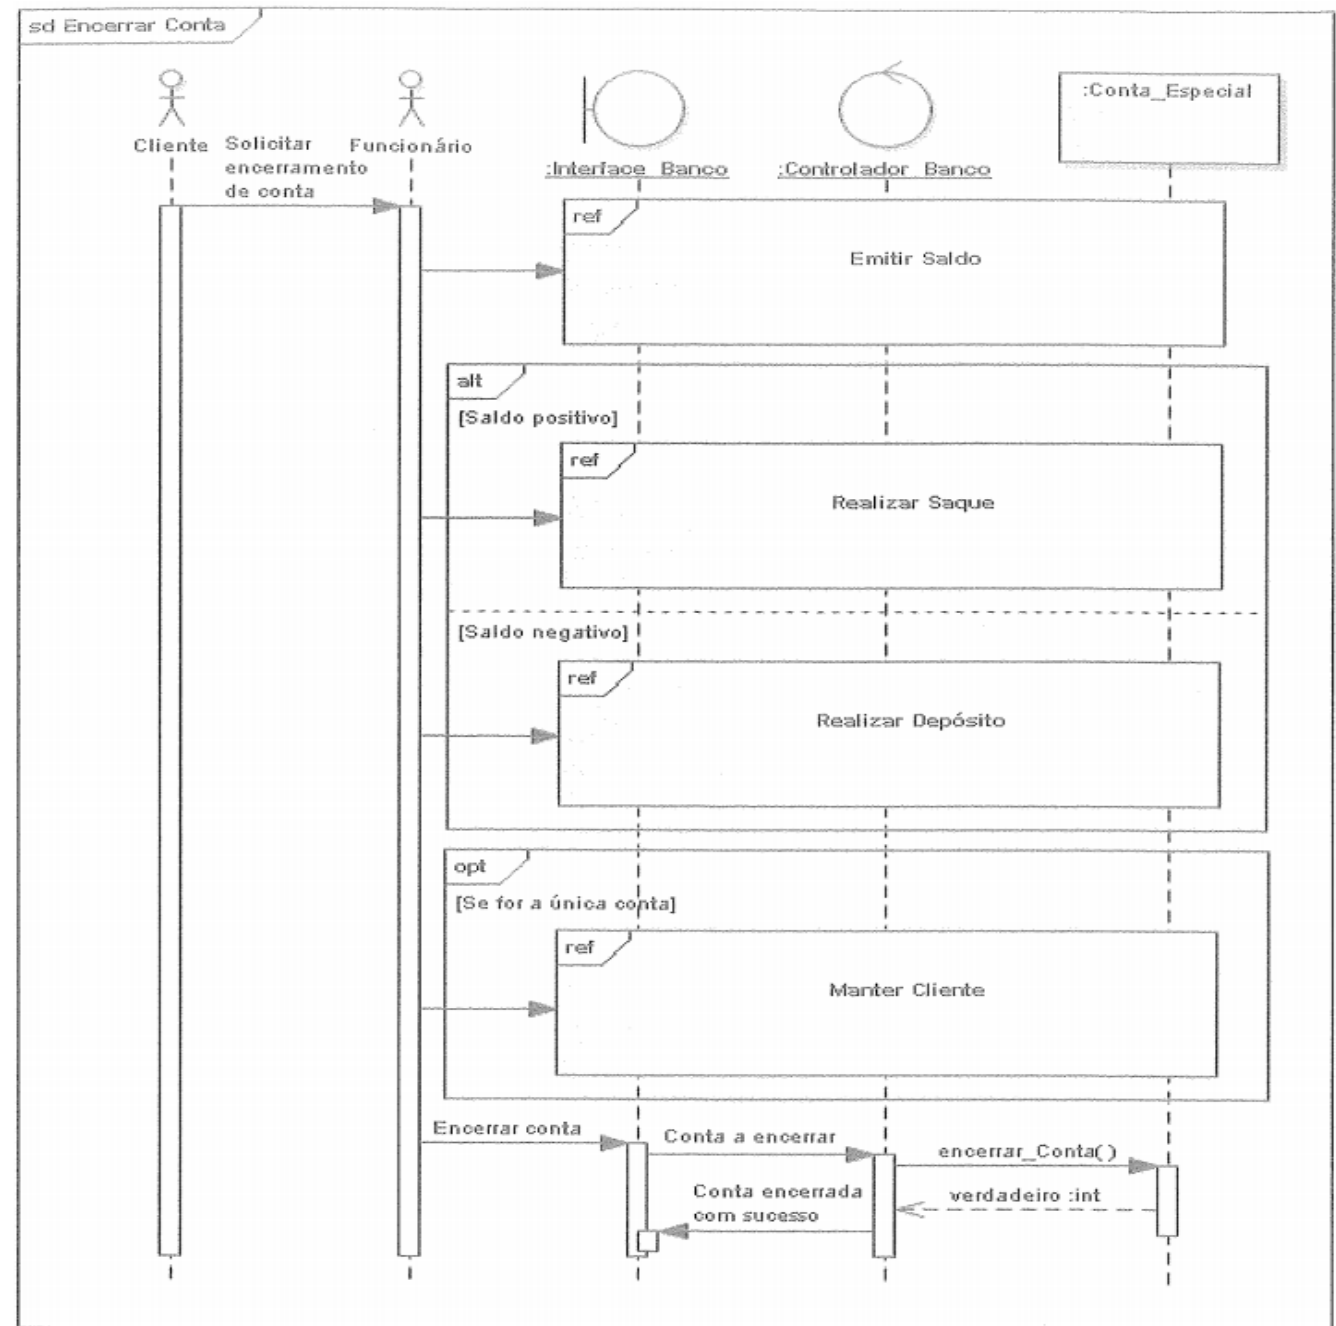 sd Encerrar Conta
Cliente
Solicitar
encerramento
de conta
Funcionário
:Interface_Banco
:Controlador_Banco
:Conta_Especial
ref
Emitir Saldo
alt
[Saldo positivo]
ref
Realizar Saque
[Saldo negativo]
ref
Realizar Depósito
opt
[Se for a única conta]
ref
Manter Cliente
Encerrar conta
Conta a encerrar
encerrar_Conta()
verdadeiro :int
Conta encerrada
com sucesso